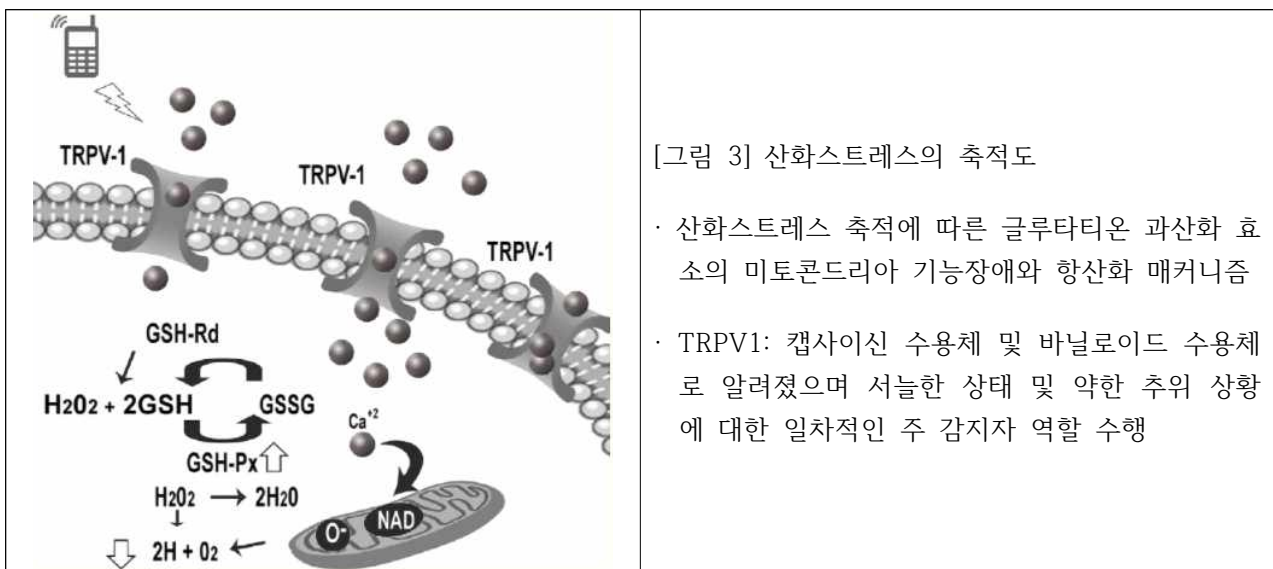 TRPV-1
TRPV-1
TRPV-1
GSH-Rd
H2O2 + 2GSH GSSG
GSH-Px
Ca+2
H2O2 → 2H2O
2H + O2
O-
NAD
[그림 3] 산화스트레스의 축적도
· 산화스트레스 축적에 따른 글루타티온 과산화 효
소의 미토콘드리아 기능장애와 항산화 매커니즘
· TRPV1: 캡사이신 수용체 및 바닐로이드 수용체
로 알려졌으며 서늘한 상태 및 약한 추위 상황
에 대한 일차적인 주 감지자 역할 수행